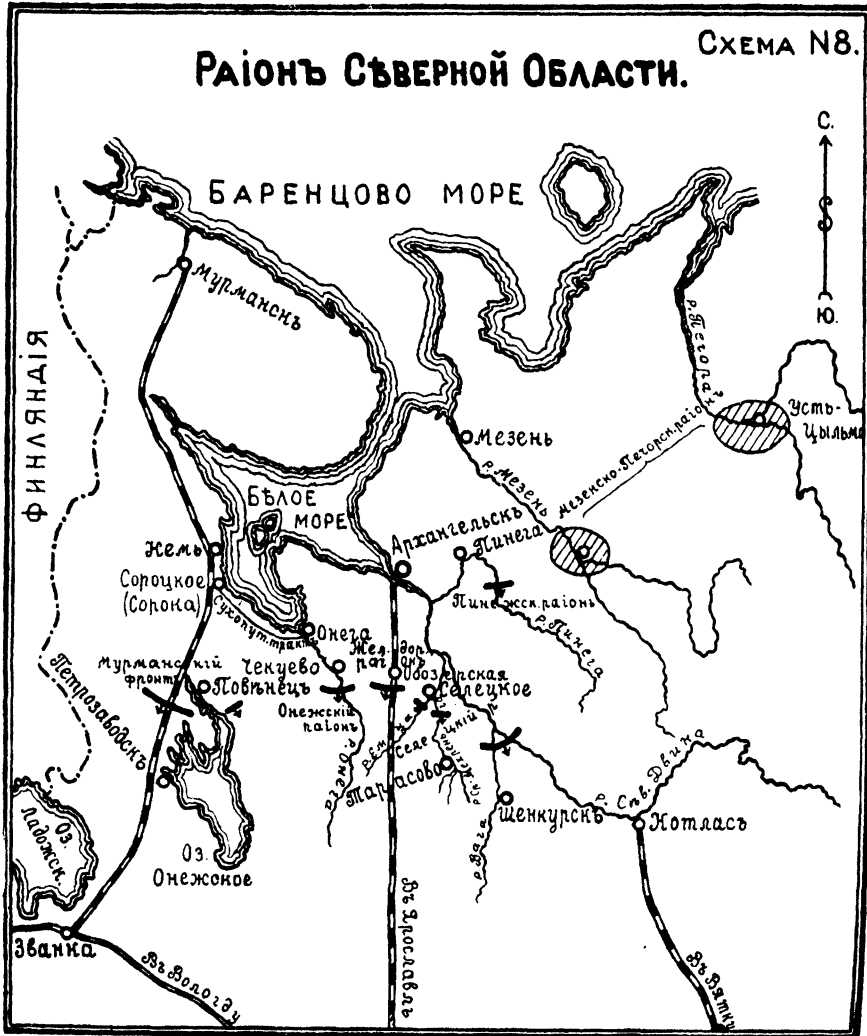 Схема N8.
Раіонъ Сѣверной Области.
С.
Ю.
БАРЕНЦОВО МОРЕ
Мурманскъ
ФИНЛЯНДІЯ
р. Печора
Усть-
Цыльма
Мезенско-Печорск. раіонъ
Мезень
р. Мезень
БѢЛОЕ
МОРЕ
Архангельскъ
Пинега
Кемь
Сороцкое
(Сорока)
Сухопут. трактъ
Онега
Пинежск. раіонъ
р. Пинега
Жел. дор.
раіонъ
Обозерская
Чекуево
Селецкое
Мурманскій
фронтъ
Повѣнецъ
Петрозаводскъ
Онежскій
раіонъ
р. Онега
р. Емца
Тарасово
Шенкурскъ
р. Вага
р. Сѣв. Двина
Котласъ
Оз.
Ладожск.
Оз.
Онежское
Званка
Въ Вологду
Въ Ярославль
Въ Вятку